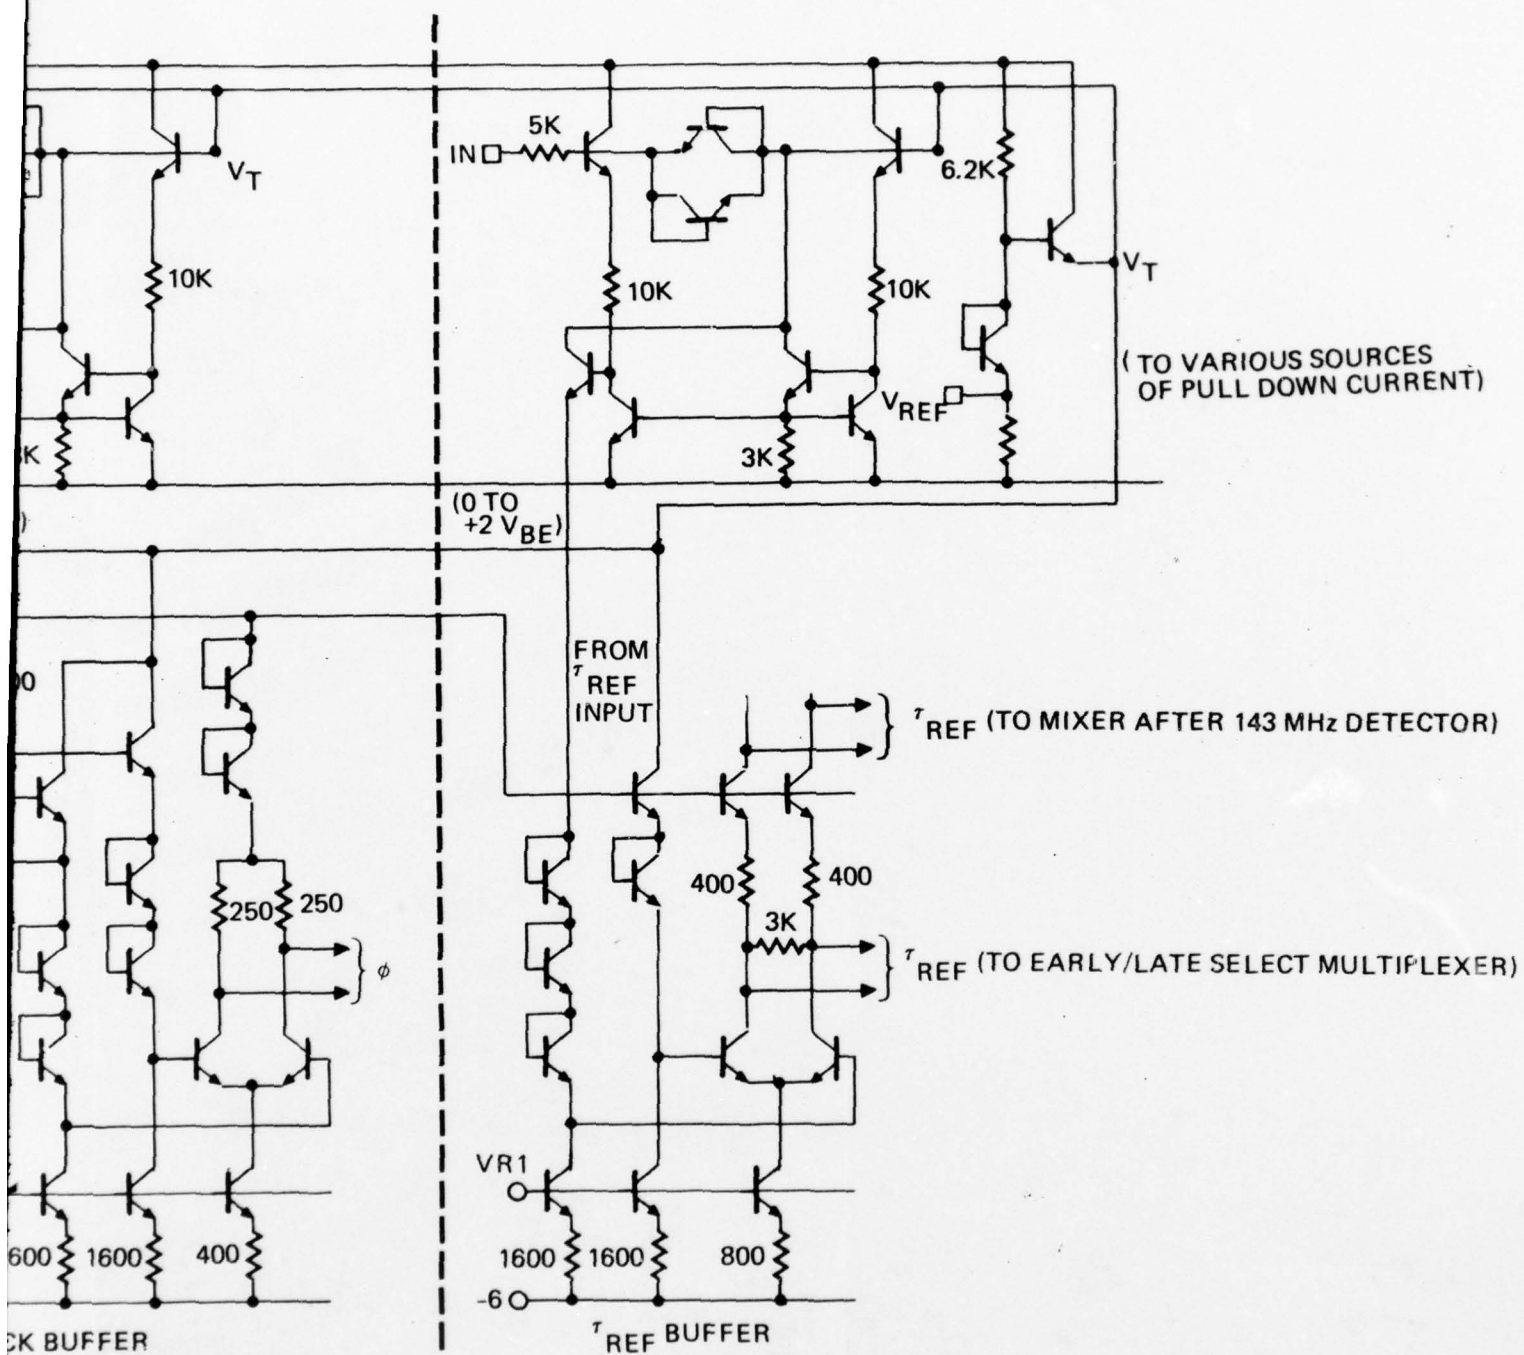 5K
IN
V_T
6.2K
V_T
10K
10K
10K
(TO VARIOUS SOURCES
OF PULL DOWN CURRENT)
V_REF
K
3K
(0 TO
+2 V_BE)
)
FROM
τ_REF
INPUT
00
τ_REF (TO MIXER AFTER 143 MHz DETECTOR)
400
400
250
250
3K
φ
τ_REF (TO EARLY/LATE SELECT MULTIPLEXER)
VR1
600
1600
400
1600
1600
800
-6
CK BUFFER
τ_REF BUFFER